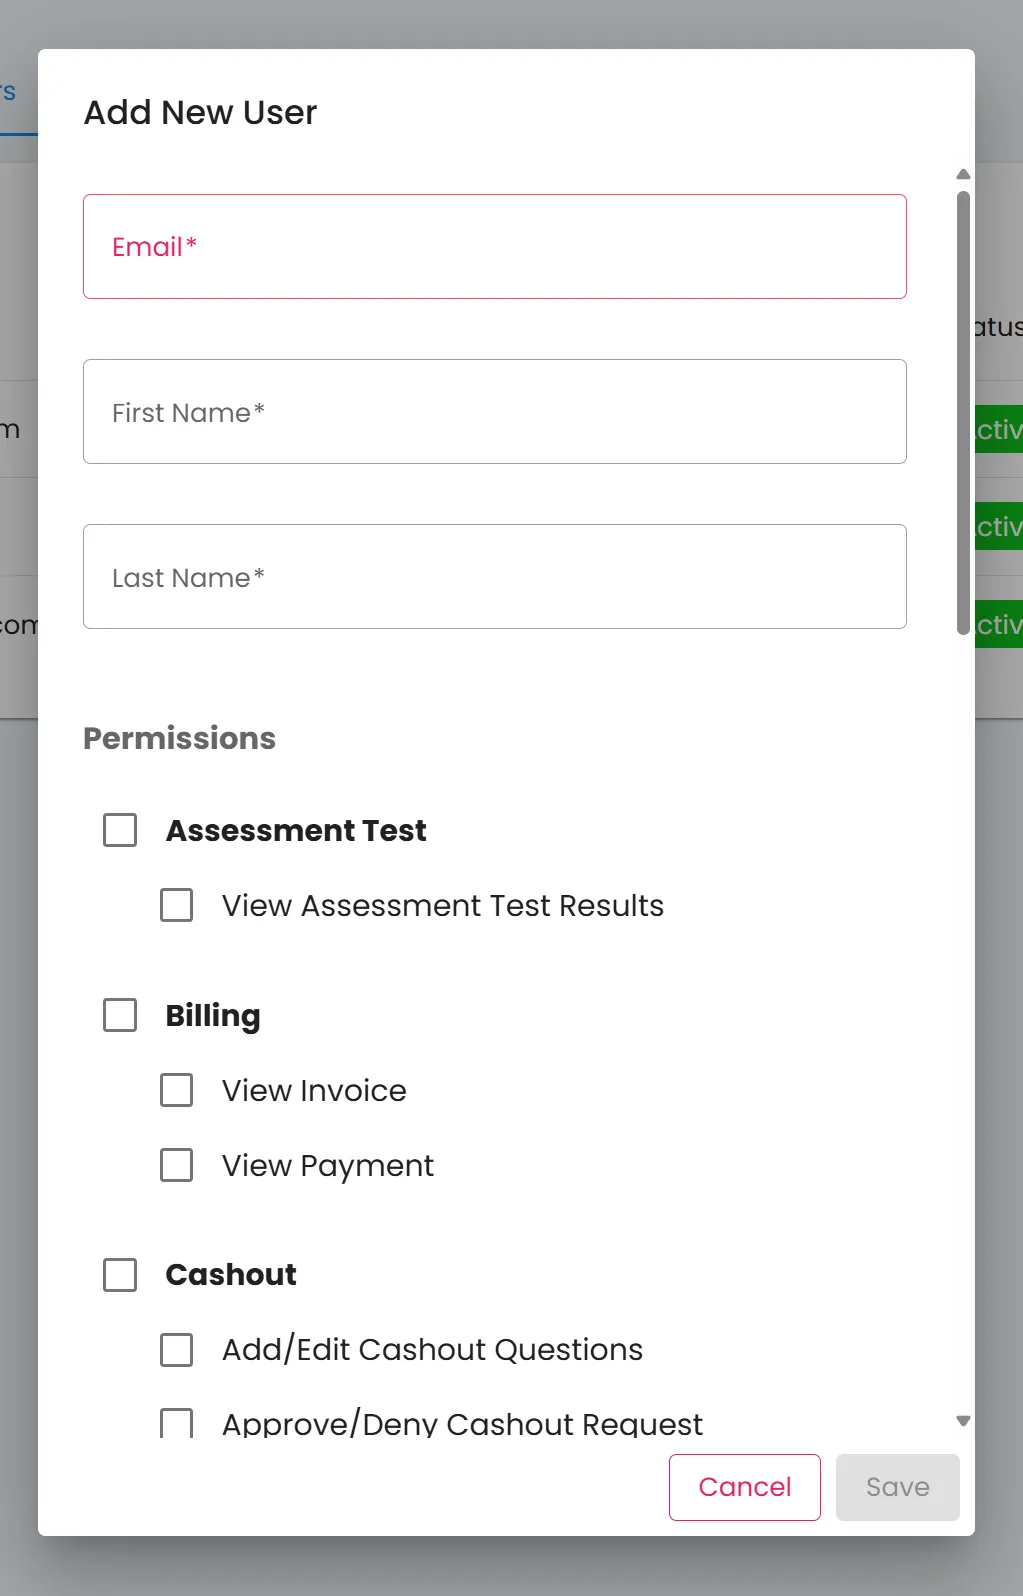 rs
Add New User
Email*
atus
First Name*
m
ctiv
ctiv
Last Name*
com
ctiv
Permissions
Assessment Test
View Assessment Test Results
Billing
View Invoice
View Payment
Cashout
Add/Edit Cashout Questions
Approve/Deny Cashout Request
Cancel
Save